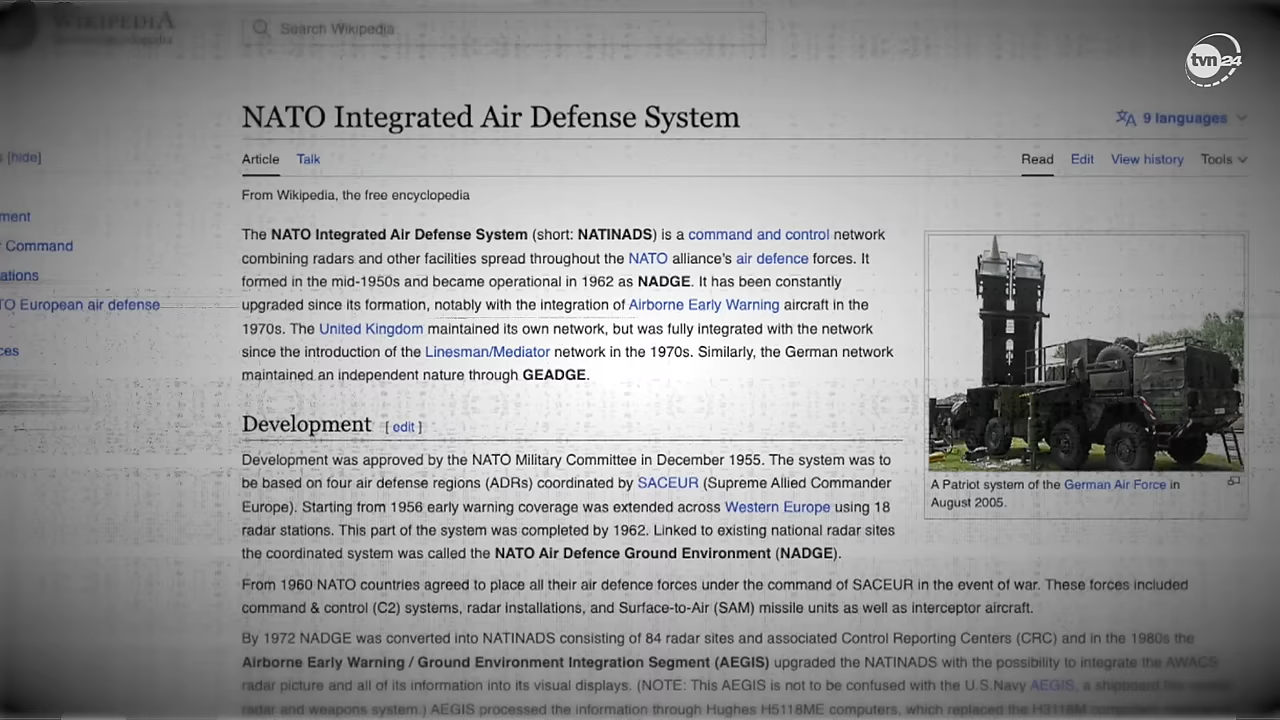 WIKIPEDIA
Search Wikipedia
tvn24
NATO Integrated Air Defense System
9 languages
[hide]
Article Talk
Read Edit View history Tools
From Wikipedia, the free encyclopedia
ment
Command
ations
TO European air defense
ces
The NATO Integrated Air Defense System (short: NATINADS) is a command and control network
combining radars and other facilities spread throughout the NATO alliance's air defence forces. It
formed in the mid-1950s and became operational in 1962 as NADGE. It has been constantly
upgraded since its formation, notably with the integration of Airborne Early Warning aircraft in the
1970s. The United Kingdom maintained its own network, but was fully integrated with the network
since the introduction of the Linesman/Mediator network in the 1970s. Similarly, the German network
maintained an independent nature through GEADGE.
A Patriot system of the German Air Force in
August 2005.
Development [ edit ]
Development was approved by the NATO Military Committee in December 1955. The system was to
be based on four air defense regions (ADRs) coordinated by SACEUR (Supreme Allied Commander
Europe). Starting from 1956 early warning coverage was extended across Western Europe using 18
radar stations. This part of the system was completed by 1962. Linked to existing national radar sites
the coordinated system was called the NATO Air Defence Ground Environment (NADGE).
From 1960 NATO countries agreed to place all their air defence forces under the command of SACEUR in the event of war. These forces included
command & control (C2) systems, radar installations, and Surface-to-Air (SAM) missile units as well as interceptor aircraft.
By 1972 NADGE was converted into NATINADS consisting of 84 radar sites and associated Control Reporting Centers (CRC) and in the 1980s the
Airborne Early Warning / Ground Environment Integration Segment (AEGIS) upgraded the NATINADS with the possibility to integrate the AWACS
radar picture and all of its information into its visual displays. (NOTE: This AEGIS is not to be confused with the U.S.Navy AEGIS, a shipboard
radar and weapons system.) AEGIS processed the information through Hughes H5118ME computers, which replaced the H3118M computers